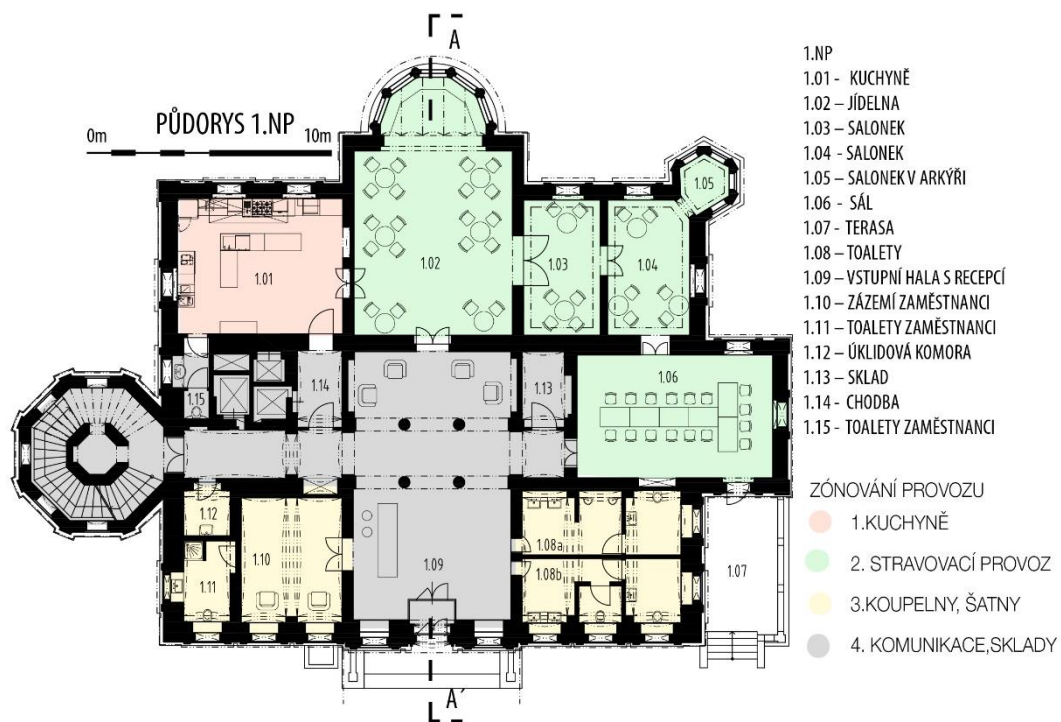 A
PŮDORYS 1.NP
0m 10m
1.05
1.01
1.02
1.03
1.04
1.15
1.14
1.13
1.06
1.12
1.11
1.10
1.09
1.08a
1.08b
1.07
A´
1.NP
1.01 - KUCHYNĚ
1.02 – JÍDELNA
1.03 – SALONEK
1.04 – SALONEK
1.05 – SALONEK V ARKÝŘI
1.06 - SÁL
1.07 - TERASA
1.08 – TOALETY
1.09 – VSTUPNÍ HALA S RECEPCÍ
1.10 – ZÁZEMÍ ZAMĚSTNANCI
1.11 – TOALETY ZAMĚSTNANCI
1.12 – ÚKLIDOVÁ KOMORA
1.13 – SKLAD
1.14 - CHODBA
1.15 - TOALETY ZAMĚSTNANCI
ZÓNOVÁNÍ PROVOZU
1.KUCHYNĚ
2. STRAVOVACÍ PROVOZ
3.KOUPELNY, ŠATNY
4. KOMUNIKACE,SKLADY